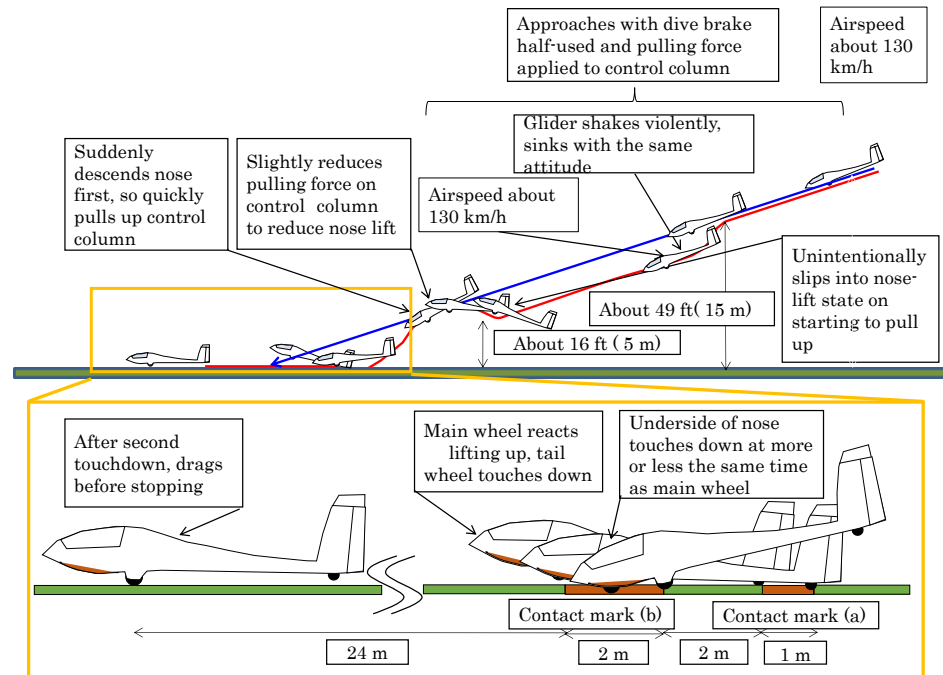 Approaches with dive brake
half-used and pulling force
applied to control column
Airspeed
about 130
km/h
Glider shakes violently,
sinks with the same
attitude
Suddenly
descends nose
first, so quickly
pulls up control
column
Slightly reduces
pulling force on
control column
to reduce nose lift
Airspeed about
130 km/h
Unintentionally
slips into nose-
lift state on
starting to pull
up
About 49 ft( 15 m)
About 16 ft ( 5 m)
After second
touchdown, drags
before stopping
Main wheel reacts
lifting up, tail
wheel touches down
Underside of nose
touches down at more
or less the same time
as main wheel
Contact mark (b)
Contact mark (a)
24 m
2 m
2 m
1 m